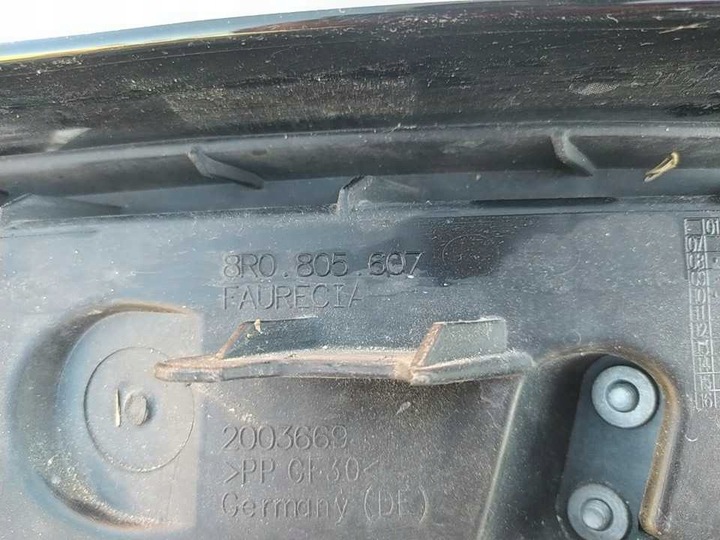 8R0.805.607
FAURECIA
10
2003669
>PP GF30<
Germany (DE)